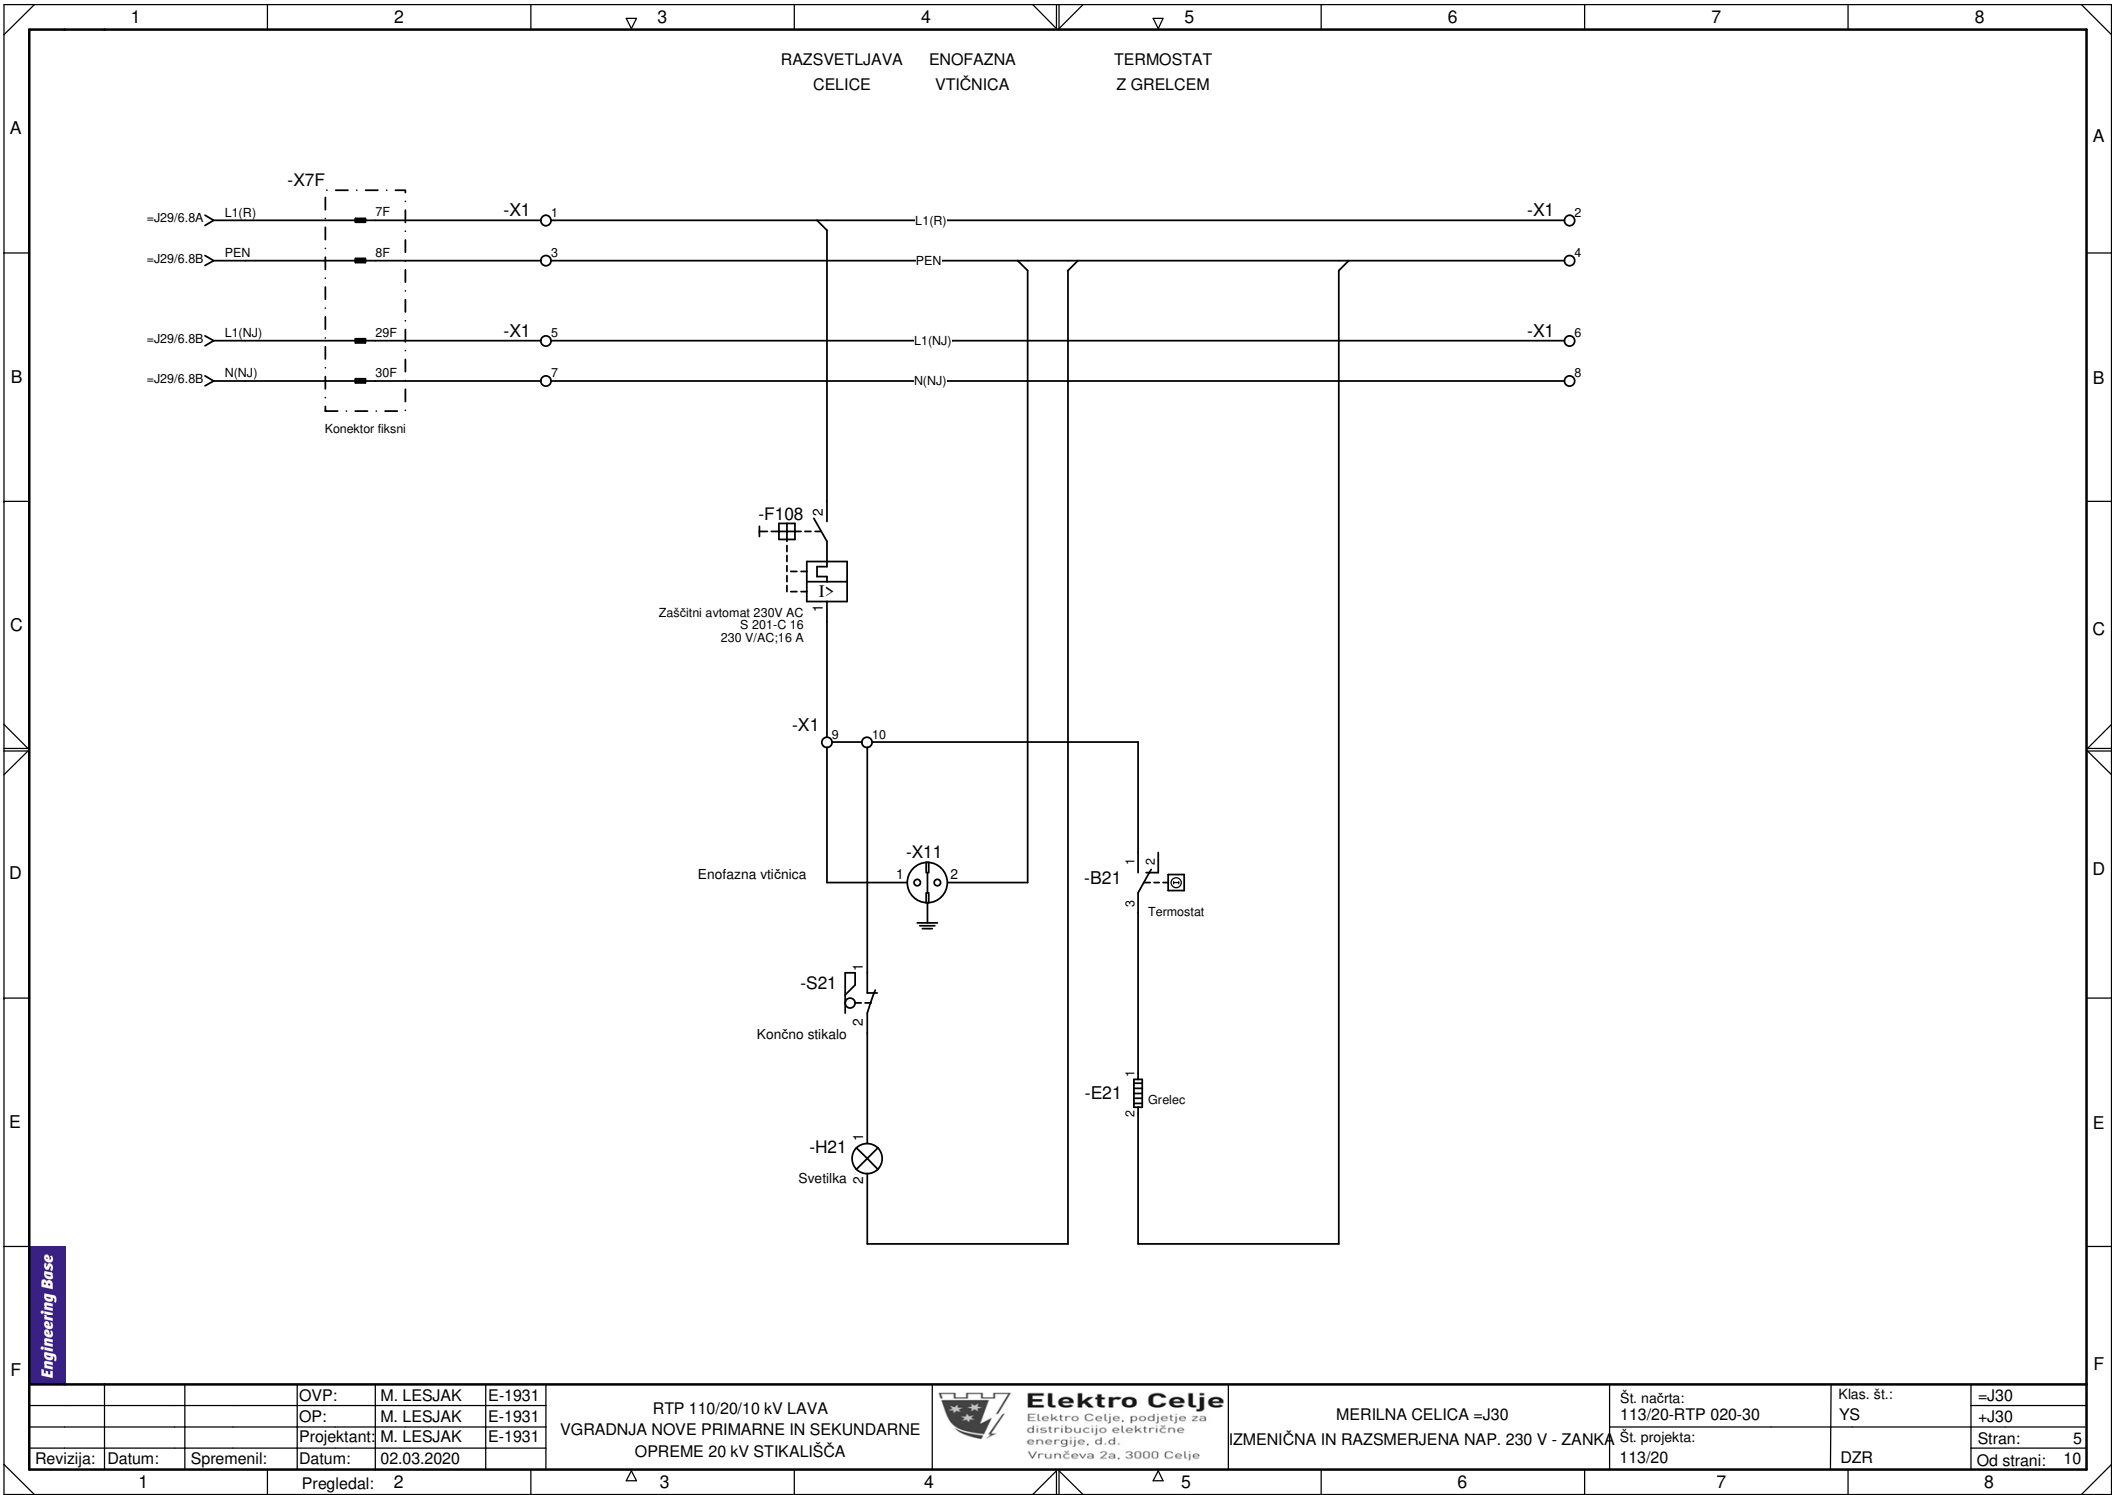 1 2 3 4 5 6 7 8
RAZSVETLJAVA CELICE
ENOFAZNA VTIČNICA
TERMOSTAT Z GRELCEM
A
A
-X7F
=J29/6.8A L1(R) 7F -X1 1 L1(R) -X1 2
=J29/6.8B PEN 8F 3 PEN 4
=J29/6.8B L1(NJ) 29F -X1 5 L1(NJ) -X1 6
=J29/6.8B N(NJ) 30F 7 N(NJ) 8
B
B
Konektor fiksni
-F108 2
I>
1
Zaščitni avtomat 230V AC
S 201-C 16
230 V/AC;16 A
C
C
-X1 9 10
-X11
Enofazna vtičnica 1 2
-B21 1 2
3
Termostat
D
D
-S21 1
2
Končno stikalo
-E21 1
2
Grelec
-H21 1
Svetilka 2
E
E
Engineering Base
F
F
OVP: M. LESJAK E-1931
OP: M. LESJAK E-1931
Projektant: M. LESJAK E-1931
Revizija: Datum: Spremenil: Datum: 02.03.2020
RTP 110/20/10 kV LAVA
VGRADNJA NOVE PRIMARNE IN SEKUNDARNE
OPREME 20 kV STIKALIŠČA
Elektro Celje
Elektro Celje, podjetje za
distribucijo električne
energije, d.d.
Vrunčeva 2a, 3000 Celje
MERILNA CELICA =J30
IZMENIČNA IN RAZSMERJENA NAP. 230 V - ZANKA
Št. načrta:
113/20-RTP 020-30
Št. projekta:
113/20
Klas. št.:
YS
DZR
=J30
+J30
Stran: 5
Od strani: 10
1 Pregledal: 2 3 4 5 6 7 8